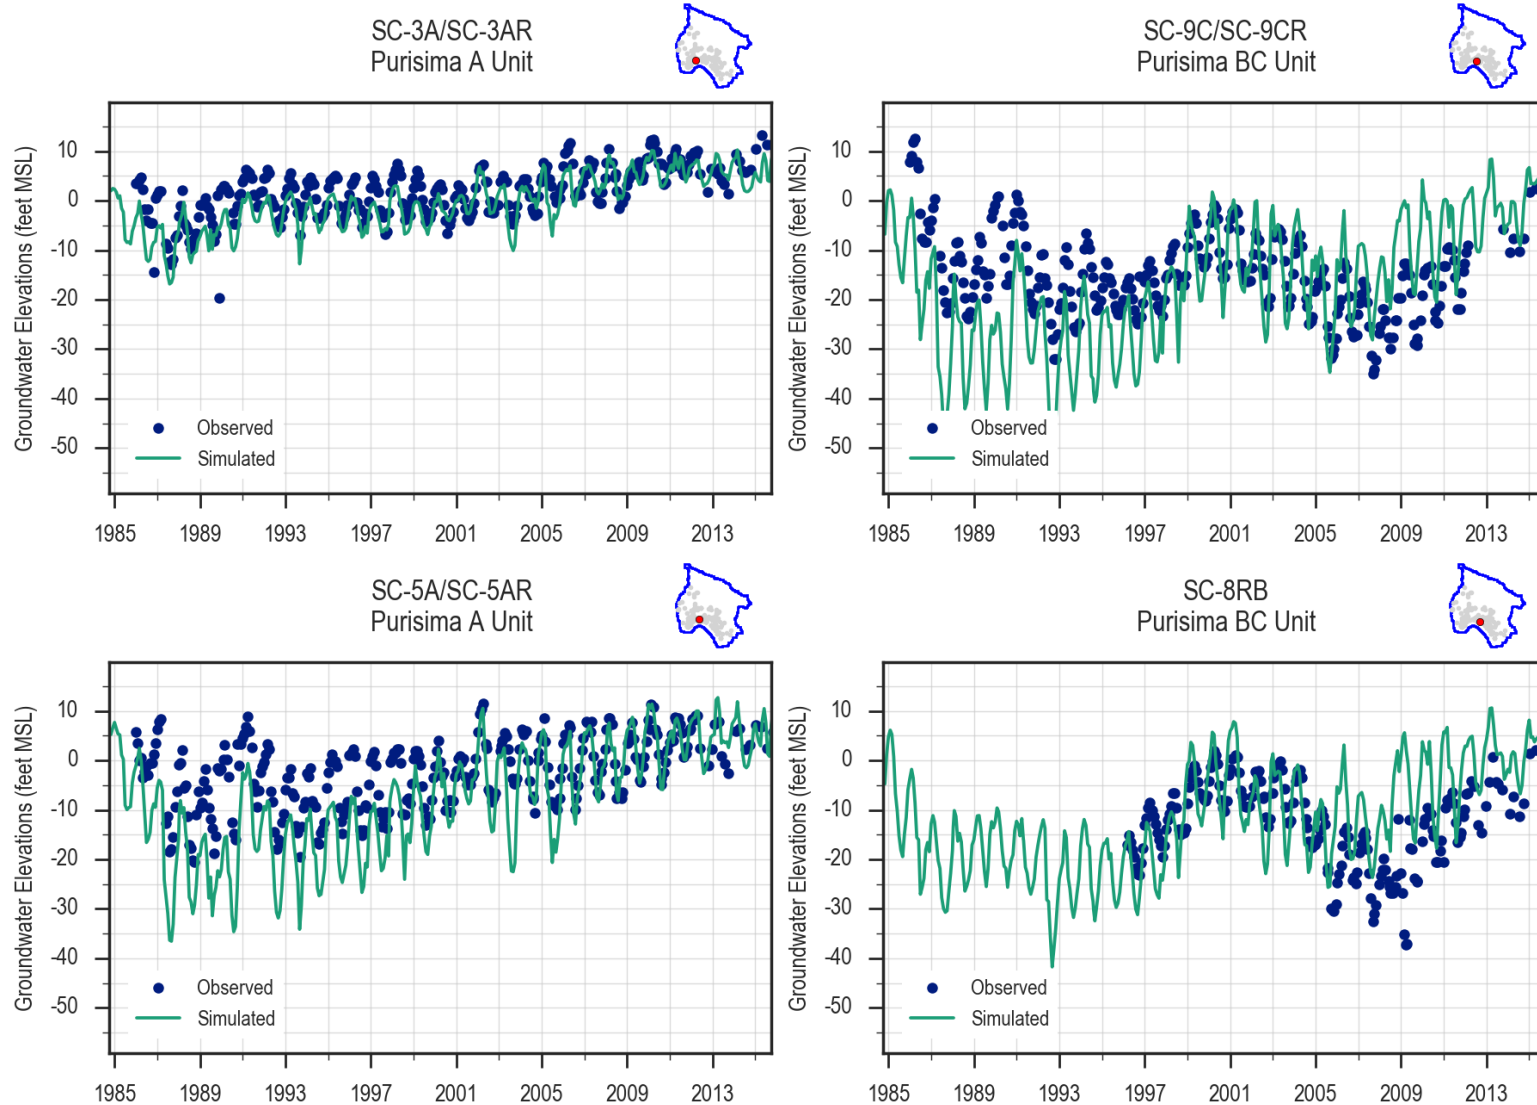 SC-3A/SC-3AR
Purisima A Unit
Groundwater Elevations (feet MSL)
10
0
-10
-20
-30
-40
-50
Observed
Simulated
1985 1989 1993 1997 2001 2005 2009 2013
SC-9C/SC-9CR
Purisima BC Unit
Groundwater Elevations (feet MSL)
10
0
-10
-20
-30
-40
-50
Observed
Simulated
1985 1989 1993 1997 2001 2005 2009 2013
SC-5A/SC-5AR
Purisima A Unit
Groundwater Elevations (feet MSL)
10
0
-10
-20
-30
-40
-50
Observed
Simulated
1985 1989 1993 1997 2001 2005 2009 2013
SC-8RB
Purisima BC Unit
Groundwater Elevations (feet MSL)
10
0
-10
-20
-30
-40
-50
Observed
Simulated
1985 1989 1993 1997 2001 2005 2009 2013